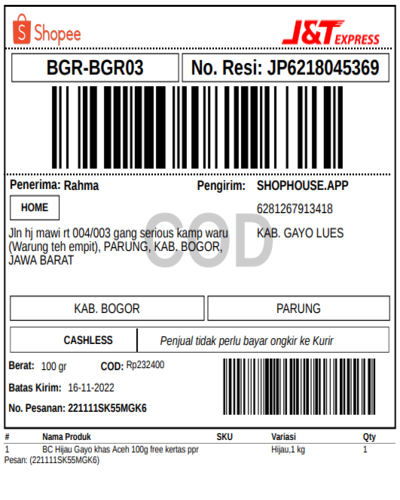 Shopee
J&T EXPRESS
BGR-BGR03
No. Resi: JP6218045369
Penerima: Rahma
Pengirim: SHOPHOUSE.APP
HOME
6281267913418
Jln hj mawi rt 004/003 gang serious kamp waru
(Warung teh empit), PARUNG, KAB. BOGOR,
JAWA BARAT
KAB. GAYO LUES
COD
KAB. BOGOR
PARUNG
CASHLESS
Penjual tidak perlu bayar ongkir ke Kurir
Berat: 100 gr
COD: Rp232400
Batas Kirim: 16-11-2022
No. Pesanan: 221111SK55MGK6
# Nama Produk SKU Variasi Qty
1 BC Hijau Gayo khas Aceh 100g free kertas ppr Hijau,1 kg 1
Pesan: (221111SK55MGK6)